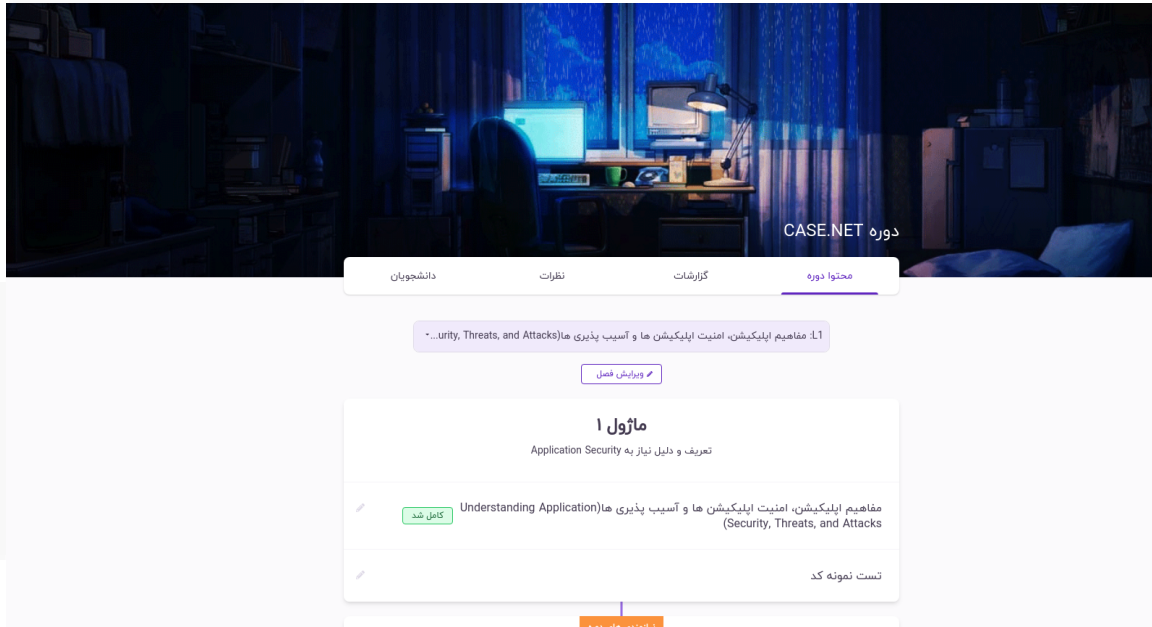 دوره CASE.NET
محتوا دوره
گزارشات
نظرات
دانشجویان
L1: مفاهیم اپلیکیشن، امنیت اپلیکیشن ها و آسیب پذیری ها(urity, Threats, and Attacks...
ویرایش فصل
ماژول ۱
تعریف و دلیل نیاز به Application Security
مفاهیم اپلیکیشن، امنیت اپلیکیشن ها و آسیب پذیری ها(Understanding Application
Security, Threats, and Attacks)
کامل شد
تست نمونه کد